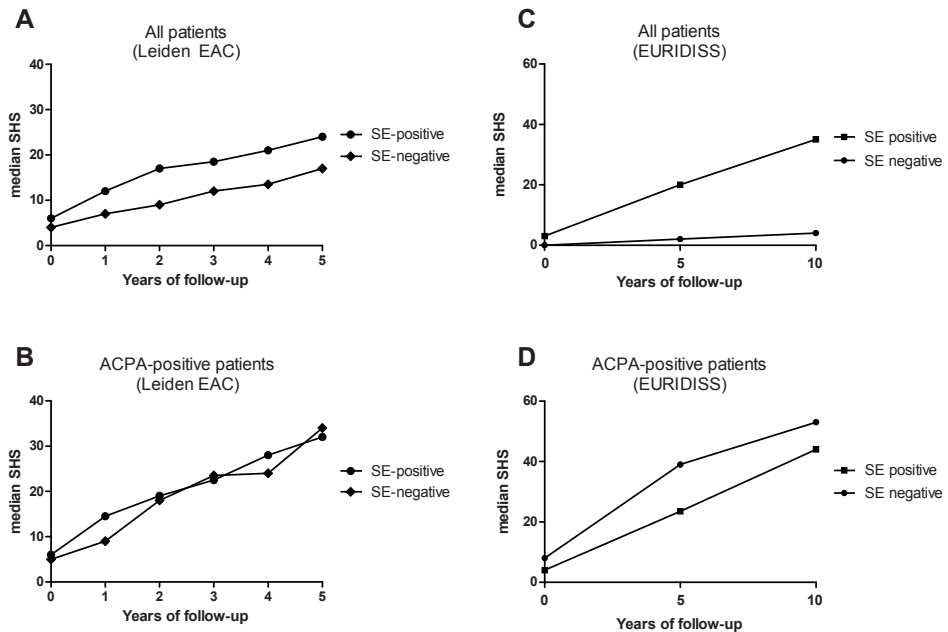 A
All patients
(Leiden EAC)
40
30
20
10
0
median SHS
0 1 2 3 4 5
Years of follow-up
SE-positive
SE-negative
C
All patients
(EURIDISS)
60
40
20
0
median SHS
0 5 10
Years of follow-up
SE positive
SE negative
B
ACPA-positive patients
(Leiden EAC)
40
30
20
10
0
median SHS
0 1 2 3 4 5
Years of follow-up
SE-positive
SE-negative
D
ACPA-positive patients
(EURIDISS)
60
40
20
0
median SHS
0 5 10
Years of follow-up
SE positive
SE negative